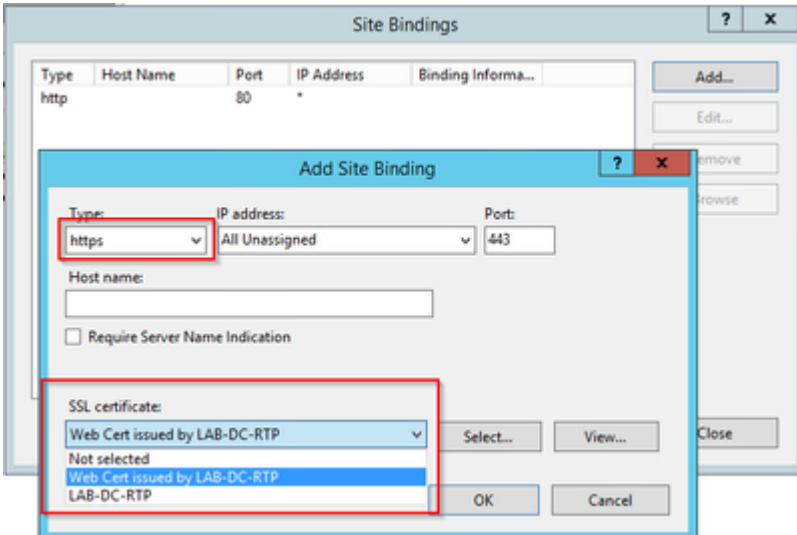 Site Bindings
? x
Type Host Name Port IP Address Binding Informa...
http 80 *
Add...
Edit...
emove
rowse
Close
Add Site Binding
? x
Type: IP address: Port:
https All Unassigned 443
Host name:
Require Server Name Indication
SSL certificate:
Web Cert issued by LAB-DC-RTP Select... View...
Not selected
Web Cert issued by LAB-DC-RTP
LAB-DC-RTP
OK Cancel